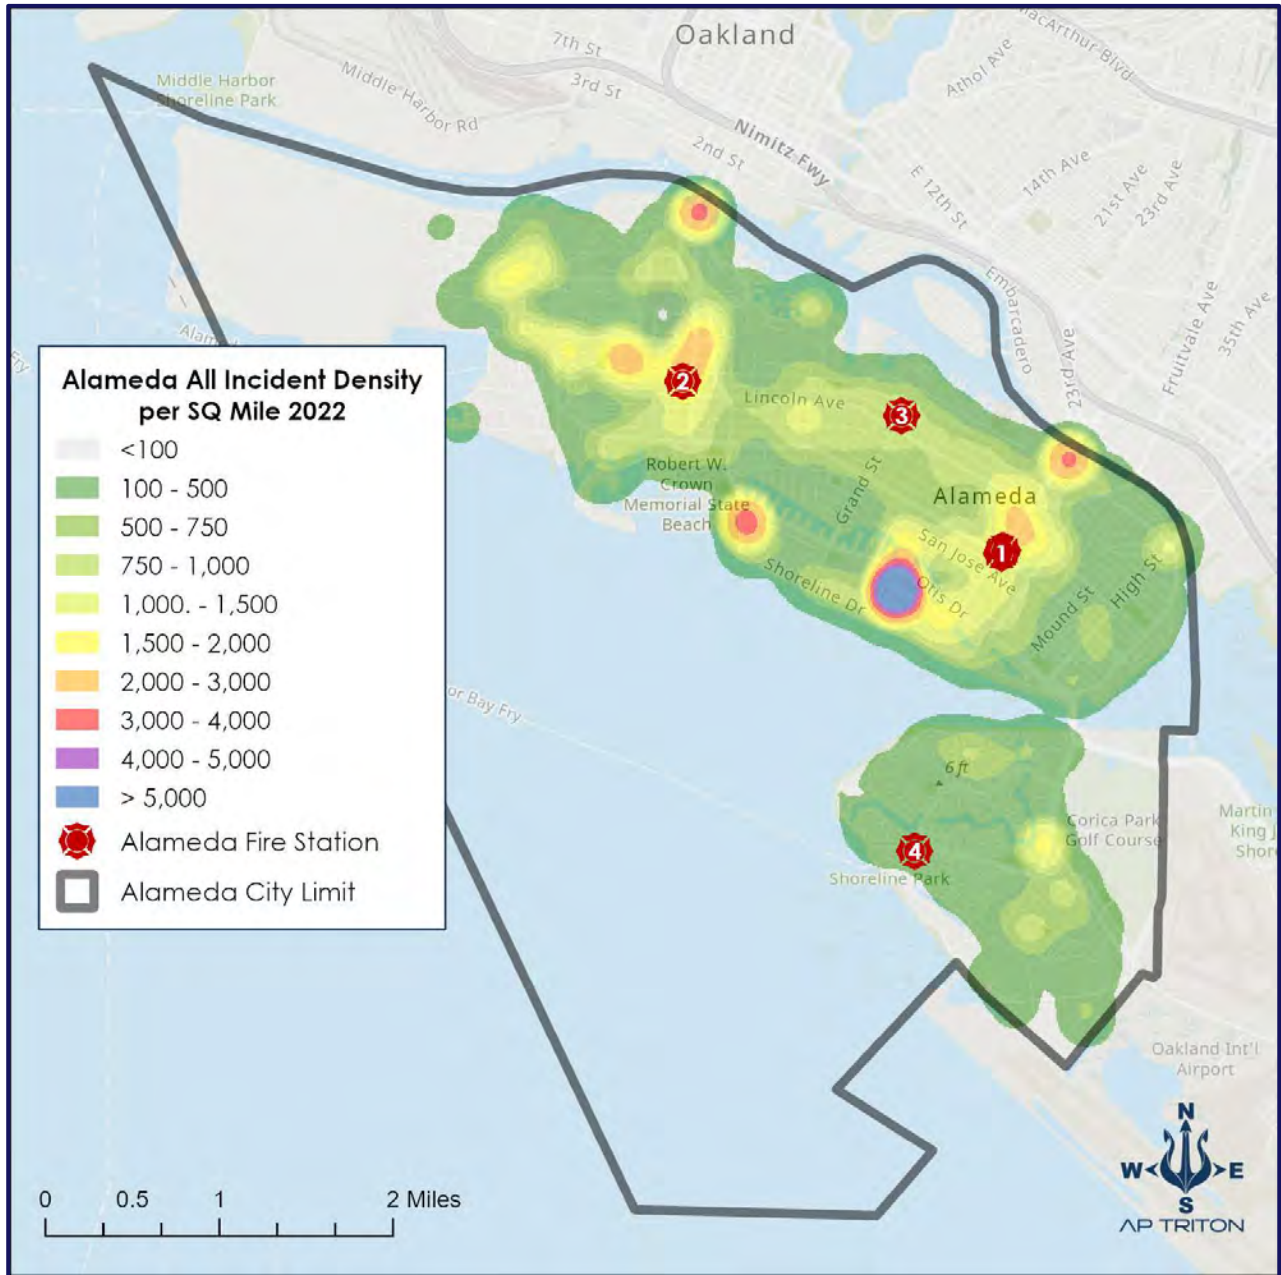 Oakland
MacArthur Blvd
7th St
Athol Ave
Middle Harbor
Shoreline Park
3rd St
Middle Harbor Rd
Nimitz Fwy
2nd St
14th Ave
21st Ave
23rd Ave
E 12th St
Embarcadero
Fruitvale Ave
35th Ave
23rd Ave
Fry
Alameda All Incident Density
per SQ Mile 2022
<100
100 - 500
500 - 750
750 - 1,000
1,000. - 1,500
1,500 - 2,000
2,000 - 3,000
3,000 - 4,000
4,000 - 5,000
> 5,000
Alameda Fire Station
Alameda City Limit
2
Lincoln Ave
3
Robert W.
Crown
Memorial State
Beach
Grand St
Alameda
San Jose Ave
1
Shoreline Dr
Otis Dr
Mound St
High St
or Bay Fry
6 ft
Corica Park
Golf Course
Martin
King J
Shor
4
Shoreline Park
Oakland Int'l
Airport
N
W
E
S
AP TRITON
0 0.5 1 2 Miles